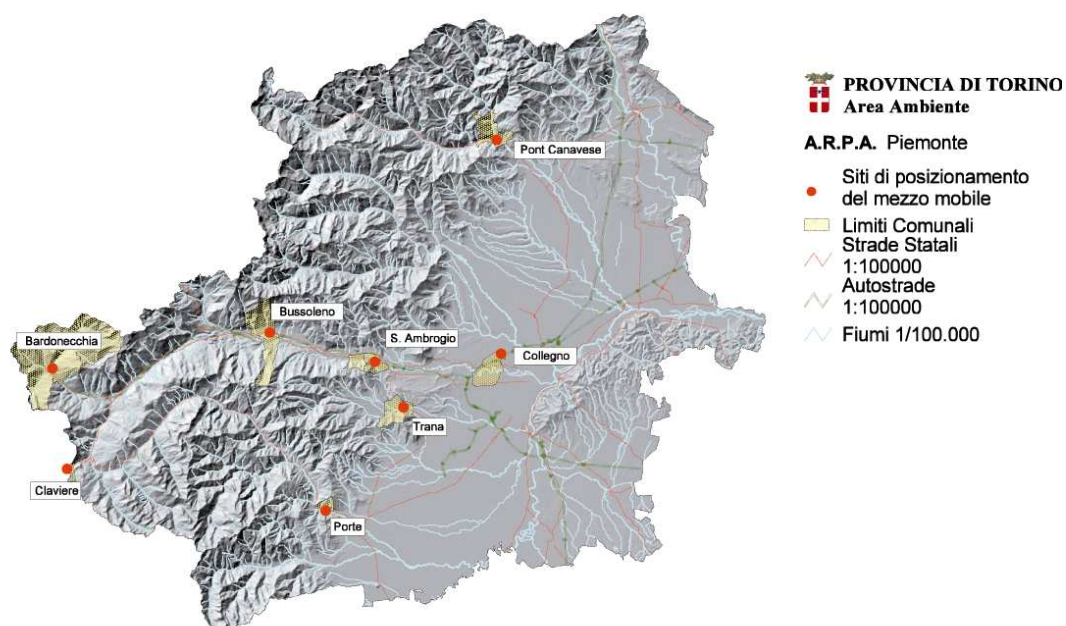 Pont Canavese
Bussoleno
Bardonecchia
S. Ambrogio
Collegno
Trana
Claviere
Porte
PROVINCIA DI TORINO
Area Ambiente
A.R.P.A. Piemonte
Siti di posizionamento
del mezzo mobile
Limiti Comunali
Strade Statali
1:100000
Autostrade
1:100000
Fiumi 1/100.000